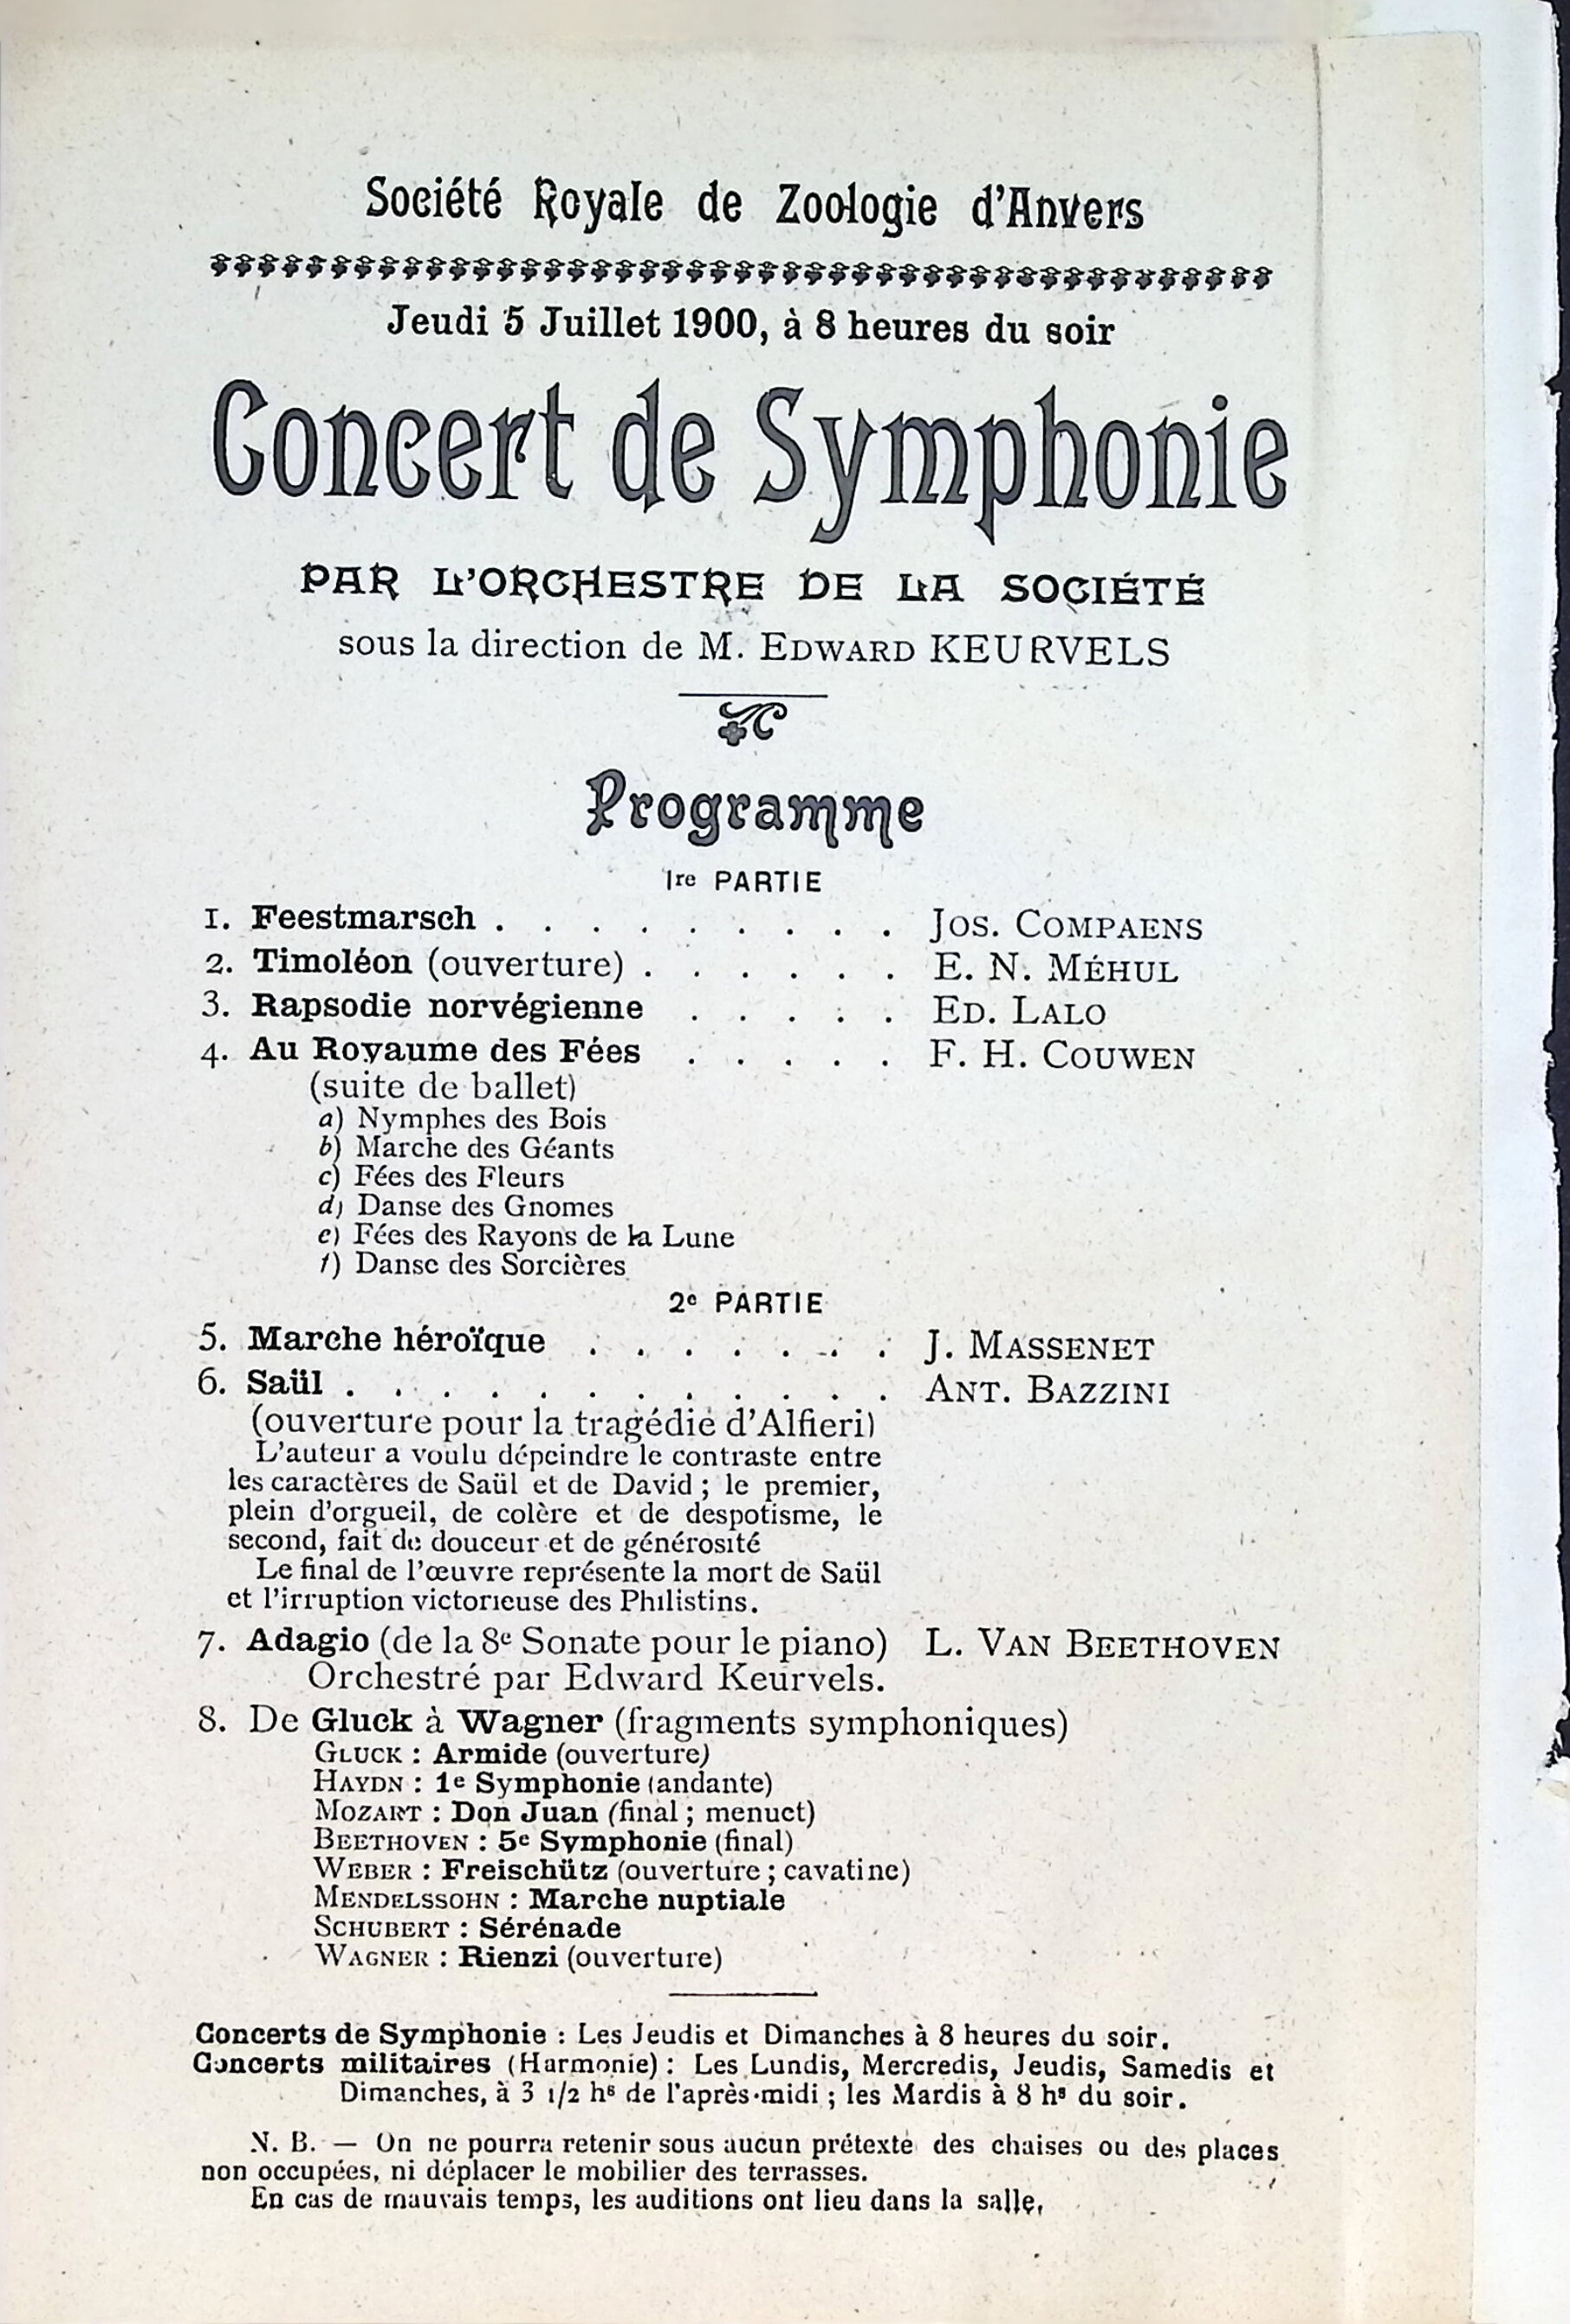 Société Royale de Zoologie d'Anvers
Jeudi 5 Juillet 1900, à 8 heures du soir
Concert de Symphonie
PAR L'ORCHESTRE DE LA SOCIÉTÉ
sous la direction de M. EDWARD KEURVELS
Programme
1re PARTIE
1. Feestmarsch . . . . . . . . . JOS. COMPAENS
2. Timoléon (ouverture) . . . . . . E. N. MÉHUL
3. Rapsodie norvégienne . . . . . ED. LALO
4. Au Royaume des Fées . . . . . F. H. COUWEN
(suite de ballet)
a) Nymphes des Bois
b) Marche des Géants
c) Fées des Fleurs
d) Danse des Gnomes
e) Fées des Rayons de la Lune
f) Danse des Sorcières
2e PARTIE
5. Marche héroïque . . . . . . . J. MASSENET
6. Saül . . . . . . . . . . . . ANT. BAZZINI
(ouverture pour la tragédie d'Alfieri)
L'auteur a voulu dépeindre le contraste entre
les caractères de Saül et de David ; le premier,
plein d'orgueil, de colère et de despotisme, le
second, fait de douceur et de générosité
Le final de l'œuvre représente la mort de Saül
et l'irruption victorieuse des Philistins.
7. Adagio (de la 8e Sonate pour le piano) L. VAN BEETHOVEN
Orchestré par Edward Keurvels.
8. De Gluck à Wagner (fragments symphoniques)
GLUCK : Armide (ouverture)
HAYDN : 1e Symphonie (andante)
MOZART : Don Juan (final ; menuet)
BEETHOVEN : 5e Symphonie (final)
WEBER : Freischütz (ouverture ; cavatine)
MENDELSSOHN : Marche nuptiale
SCHUBERT : Sérénade
WAGNER : Rienzi (ouverture)
Concerts de Symphonie : Les Jeudis et Dimanches à 8 heures du soir.
Concerts militaires (Harmonie) : Les Lundis, Mercredis, Jeudis, Samedis et
Dimanches, à 3 1/2 hs de l'après-midi ; les Mardis à 8 hs du soir.
N. B. — On ne pourra retenir sous aucun prétexte des chaises ou des places
non occupées, ni déplacer le mobilier des terrasses.
En cas de mauvais temps, les auditions ont lieu dans la salle.